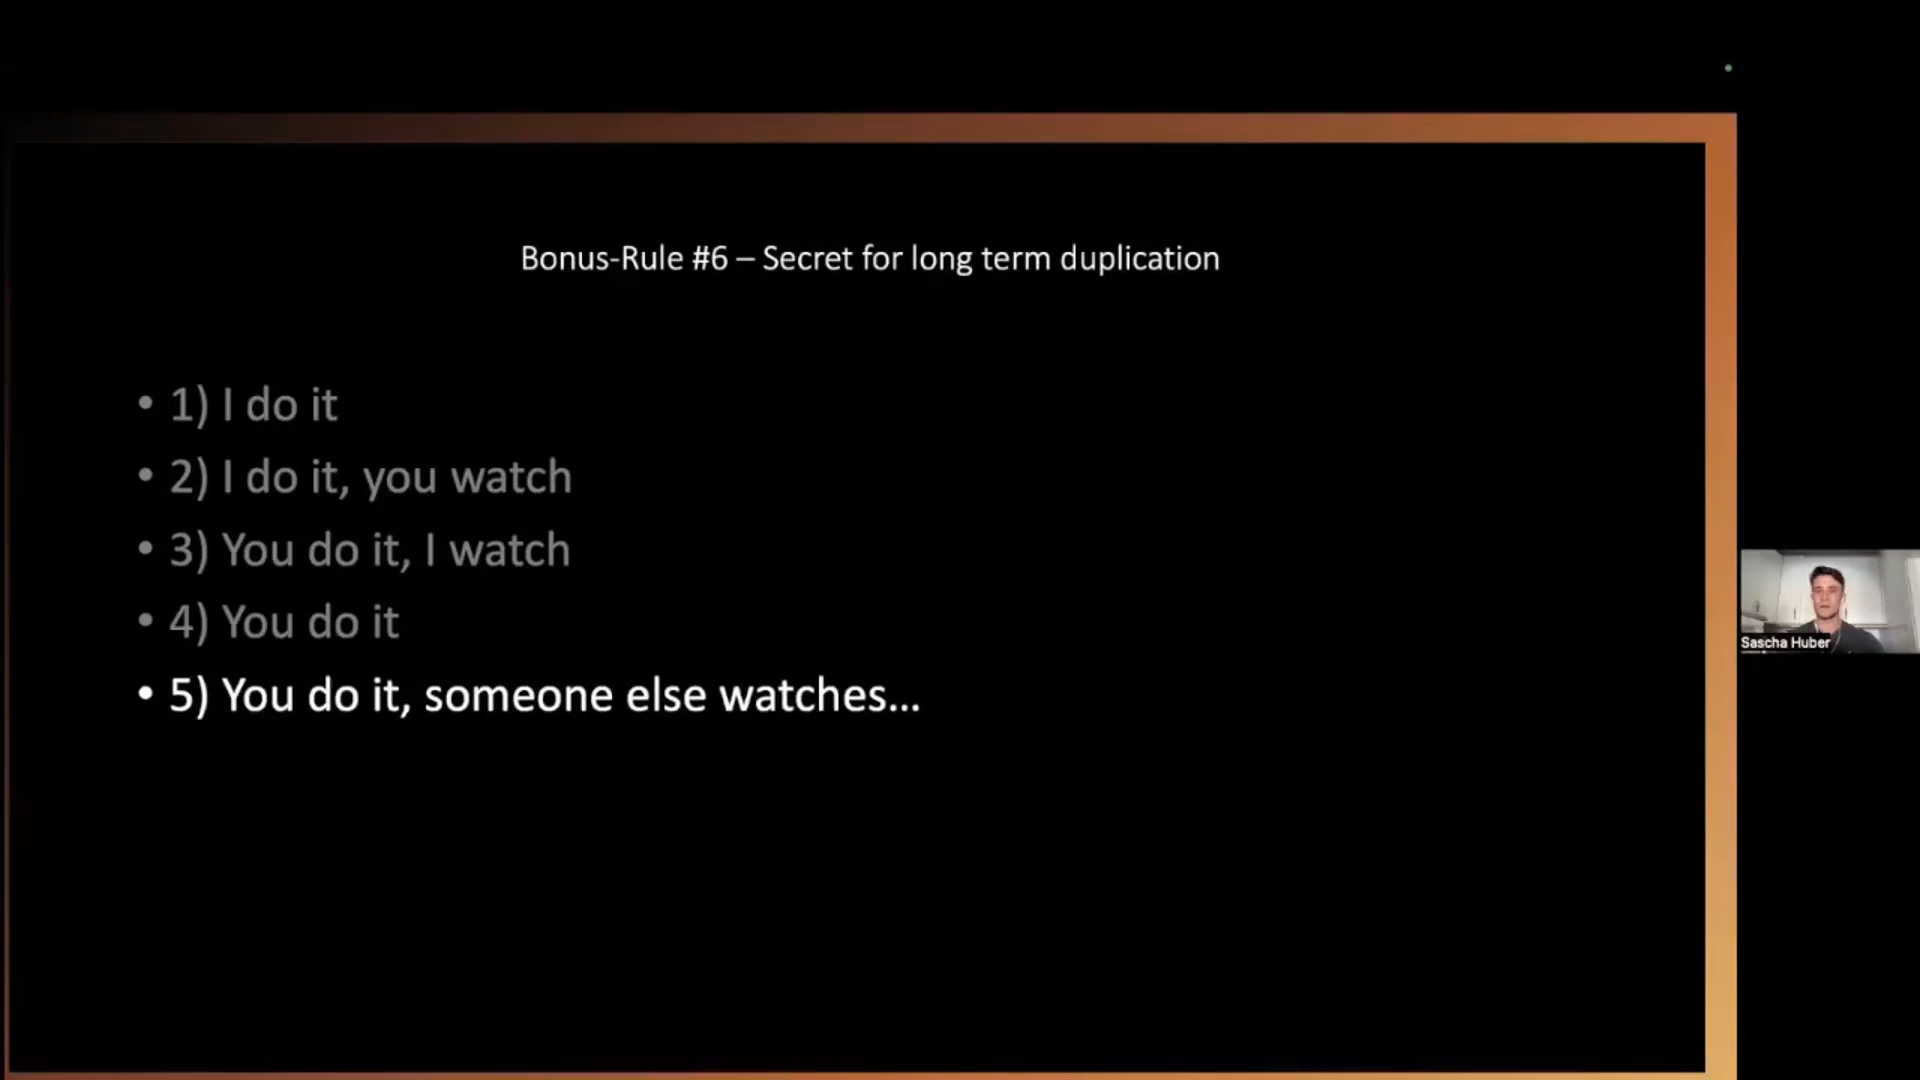 Bonus-Rule #6 – Secret for long term duplication
• 1) I do it
• 2) I do it, you watch
• 3) You do it, I watch
• 4) You do it
• 5) You do it, someone else watches...
Sascha Huber